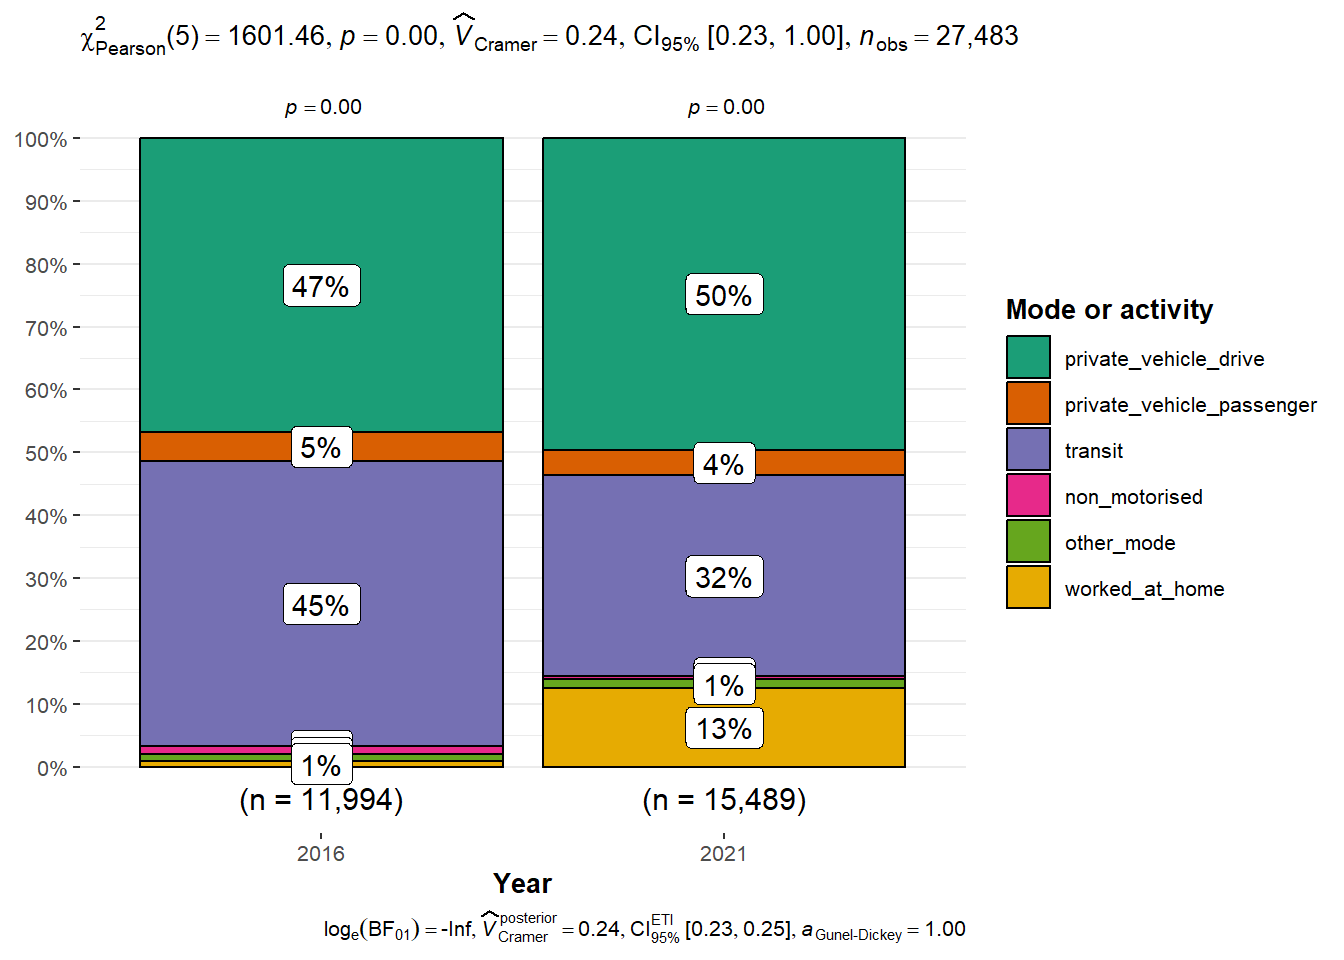 χ²Pearson(5) = 1601.46, p = 0.00, V̂Cramer = 0.24, CI95% [0.23, 1.00], nobs = 27,483
p = 0.00 p = 0.00
100%
90%
80%
70%
60%
50%
40%
30%
20%
10%
0%
47%
5%
45%
1%
50%
4%
32%
1%
13%
(n = 11,994) (n = 15,489)
2016 2021
Year
Mode or activity
private_vehicle_drive
private_vehicle_passenger
transit
non_motorised
other_mode
worked_at_home
loge(BF01) = -Inf, V̂posteriorCramer = 0.24, CIETI95% [0.23, 0.25], aGunel-Dickey = 1.00